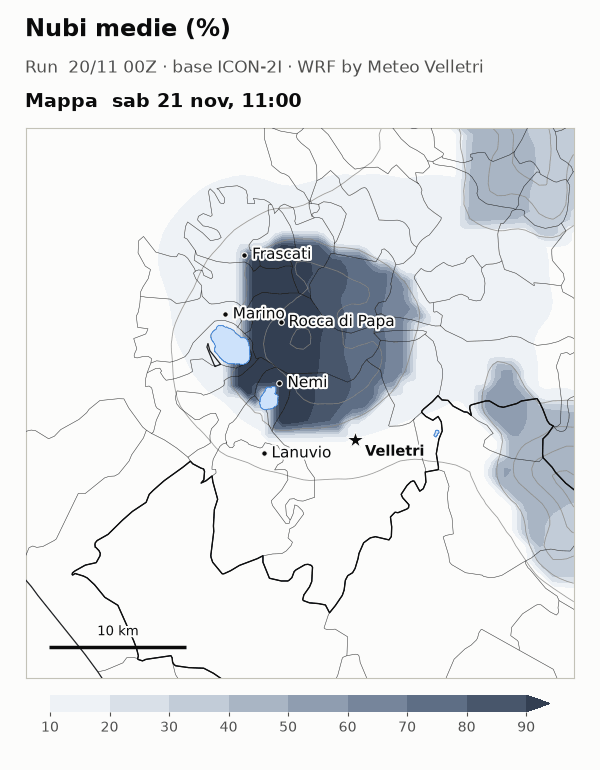 Nubi medie (%)
Run  20/11 00Z · base ICON-2I · WRF by Meteo Velletri
Mappa  sab 21 nov, 11:00
Frascati
Marino
Rocca di Papa
Nemi
Velletri
Lanuvio
10 km
10 20 30 40 50 60 70 80 90